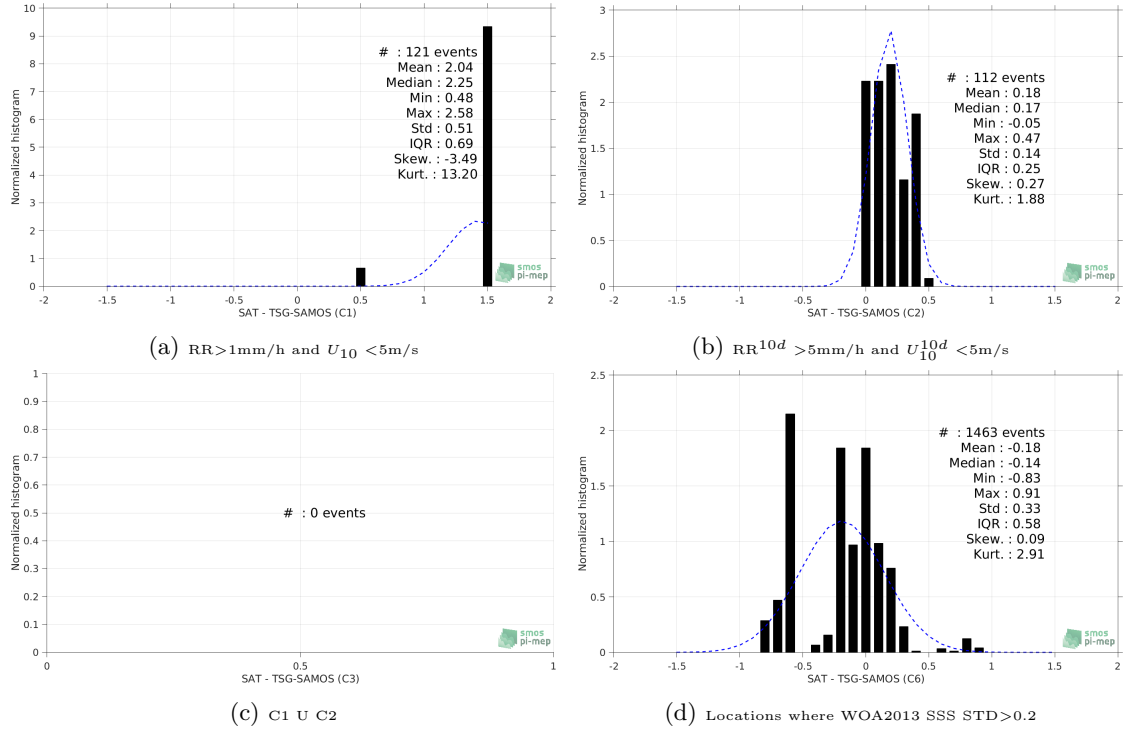 10
9
8
7
6
5
4
3
2
1
0
Normalized histogram
# : 121 events
Mean : 2.04
Median : 2.25
Min : 0.48
Max : 2.58
Std : 0.51
IQR : 0.69
Skew. : -3.49
Kurt. : 13.20
smos
pi-mep
-2 -1.5 -1 -0.5 0 0.5 1 1.5 2
SAT - TSG-SAMOS (C1)
(a) RR>1mm/h and U10 <5m/s
3
2.5
2
1.5
1
0.5
0
Normalized histogram
# : 112 events
Mean : 0.18
Median : 0.17
Min : -0.05
Max : 0.47
Std : 0.14
IQR : 0.25
Skew. : 0.27
Kurt. : 1.88
smos
pi-mep
-2 -1.5 -1 -0.5 0 0.5 1 1.5 2
SAT - TSG-SAMOS (C2)
(b) RR^10d >5mm/h and U10^10d <5m/s
1
0.9
0.8
0.7
0.6
0.5
0.4
0.3
0.2
0.1
0
Normalized histogram
# : 0 events
smos
pi-mep
0 0.5 1
SAT - TSG-SAMOS (C3)
(c) C1 U C2
2.5
2
1.5
1
0.5
0
Normalized histogram
# : 1463 events
Mean : -0.18
Median : -0.14
Min : -0.83
Max : 0.91
Std : 0.33
IQR : 0.58
Skew. : 0.09
Kurt. : 2.91
smos
pi-mep
-2 -1.5 -1 -0.5 0 0.5 1 1.5 2
SAT - TSG-SAMOS (C6)
(d) Locations where WOA2013 SSS STD>0.2